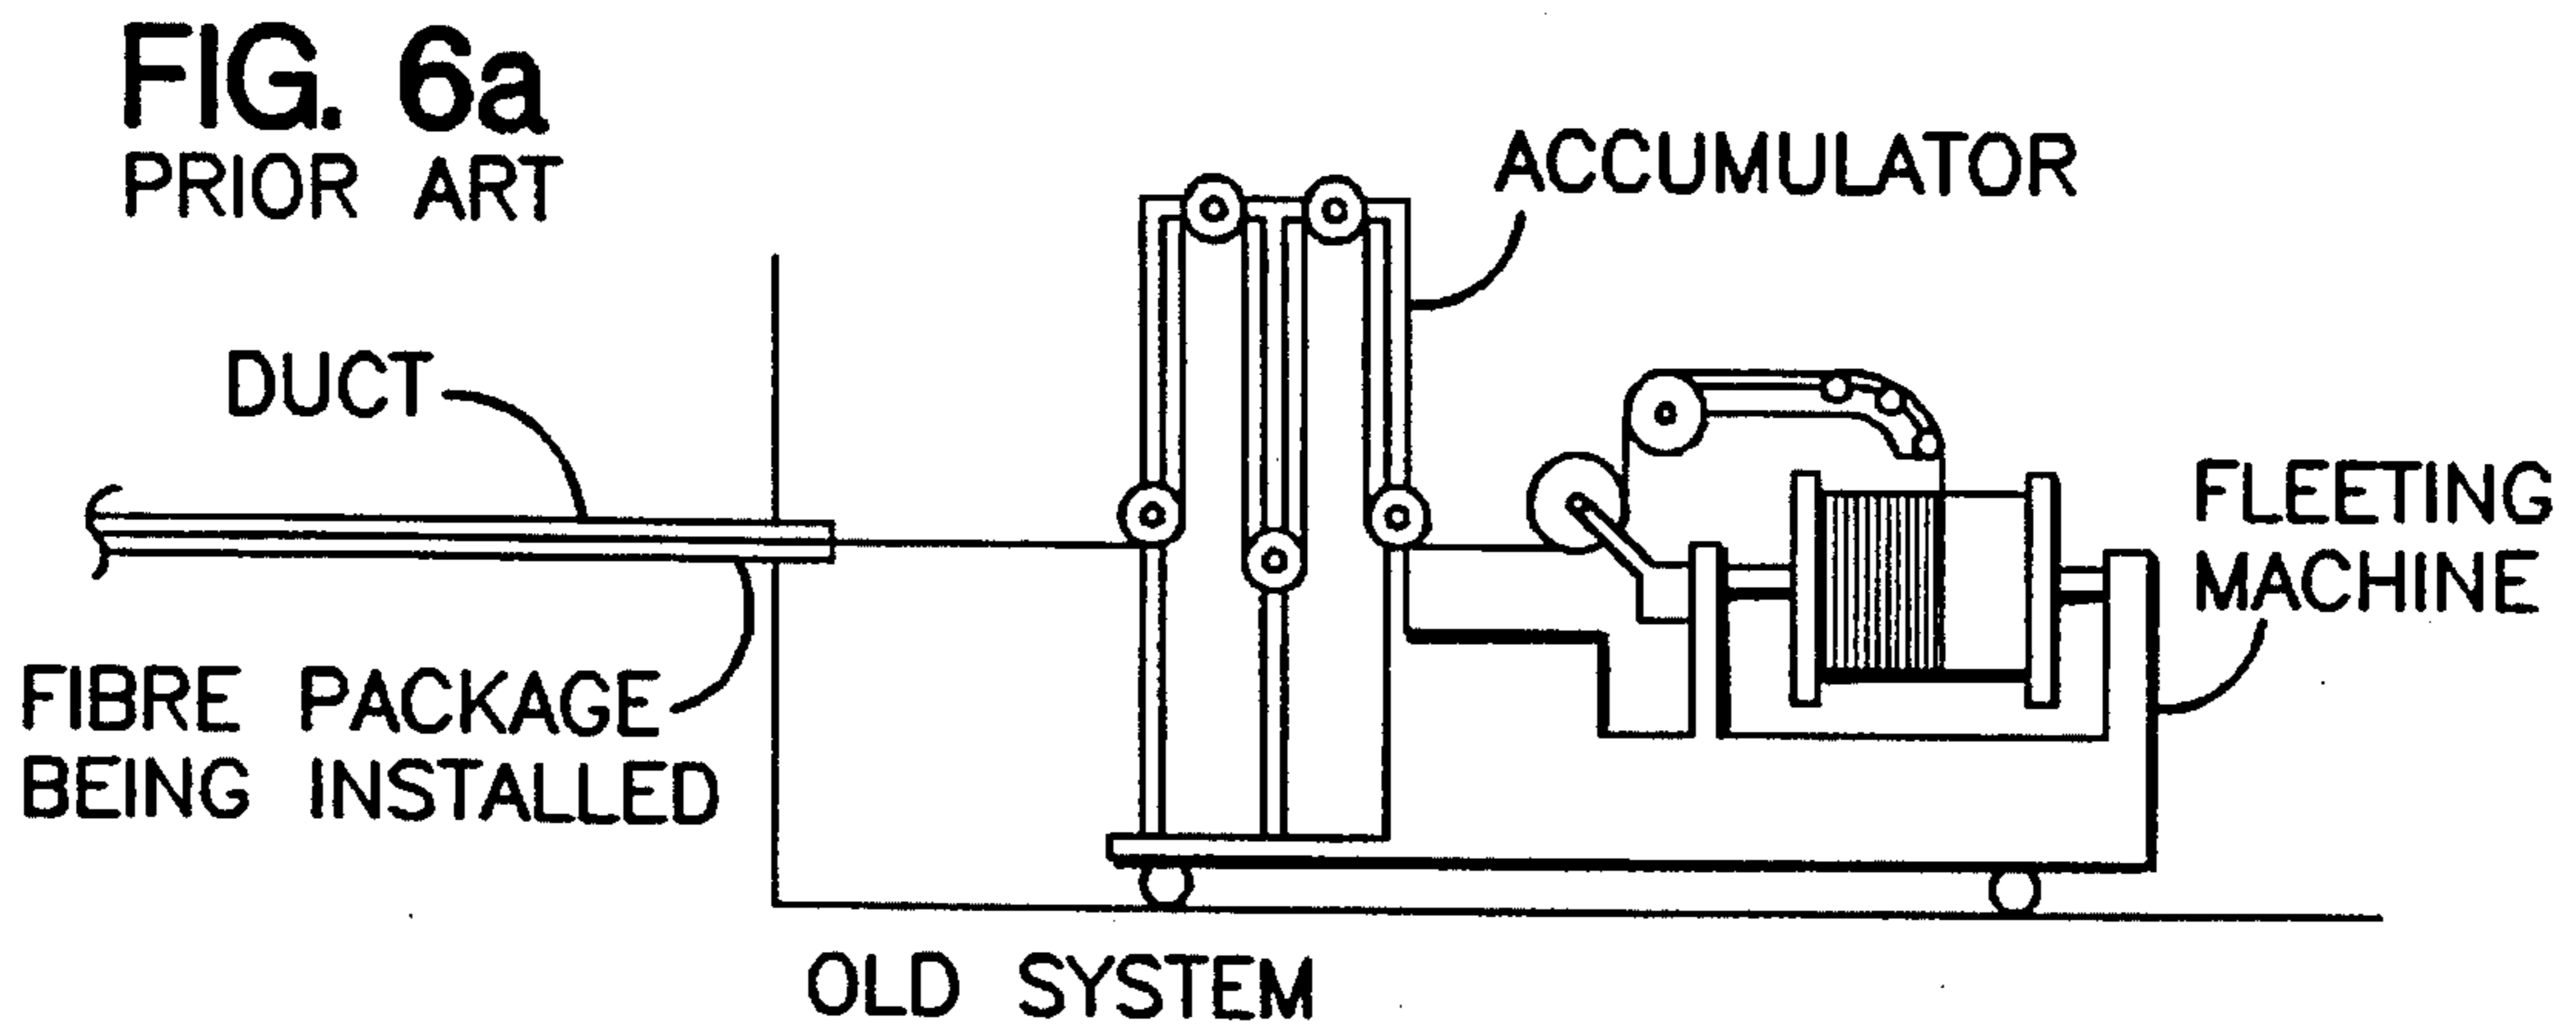 FIG. 6a
PRIOR ART
ACCUMULATOR
DUCT
FLEETING
MACHINE
FIBRE PACKAGE
BEING INSTALLED
OLD SYSTEM